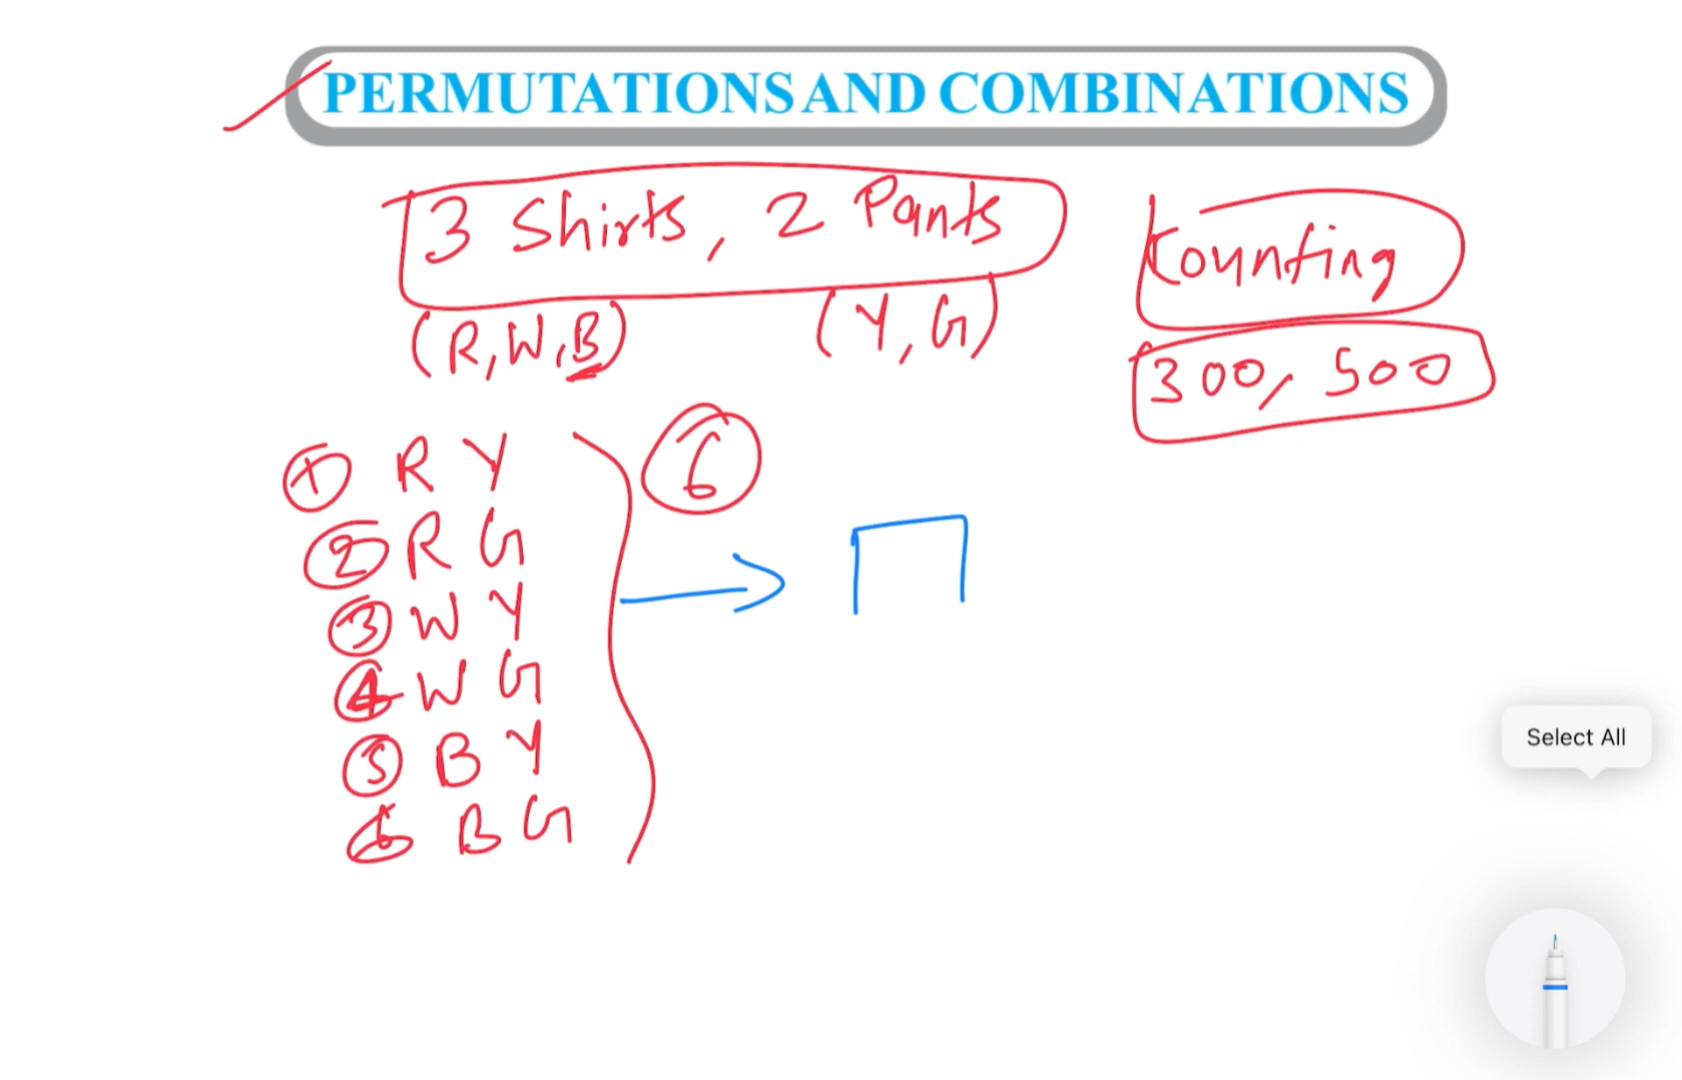 PERMUTATIONS AND COMBINATIONS
3 Shirts, 2 Pants
Counting
(R,W,B) (Y,G)
300, 500
① R Y
6
② R G
③ W Y
④ W G
⑤ B Y
⑥ B G
Select All